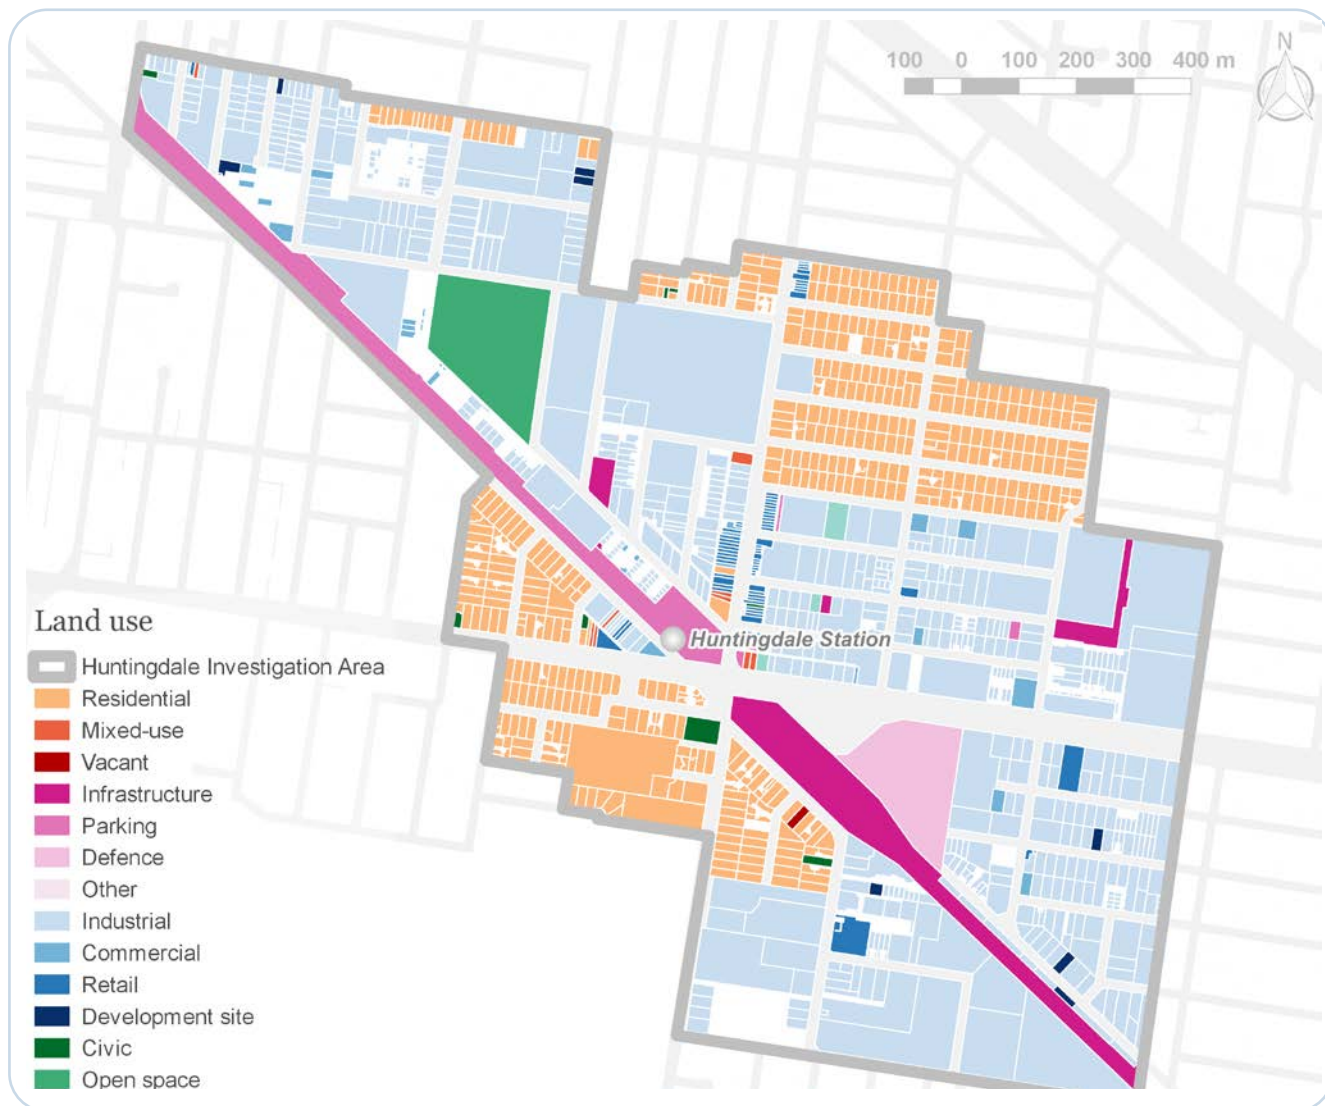 N
100 0 100 200 300 400 m
Huntingdale Station
Land use
Huntingdale Investigation Area
Residential
Mixed-use
Vacant
Infrastructure
Parking
Defence
Other
Industrial
Commercial
Retail
Development site
Civic
Open space